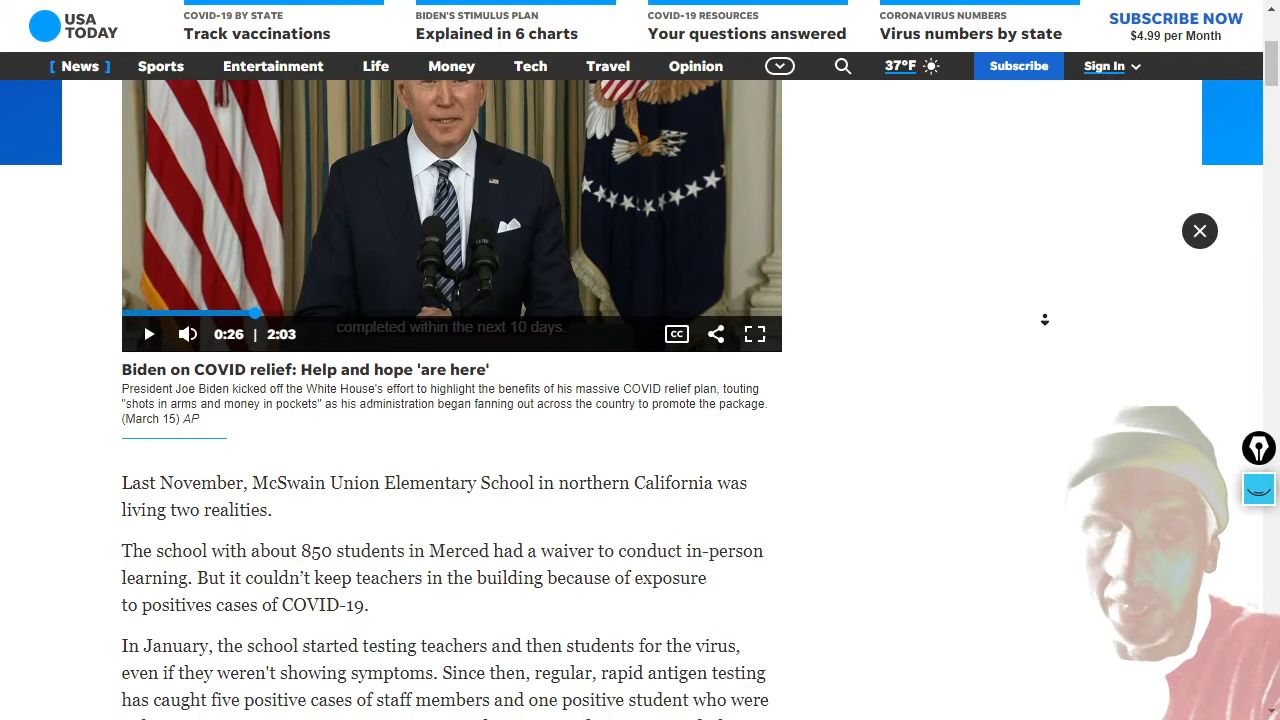 USA
TODAY
COVID-19 BY STATE
Track vaccinations
BIDEN'S STIMULUS PLAN
Explained in 6 charts
COVID-19 RESOURCES
Your questions answered
CORONAVIRUS NUMBERS
Virus numbers by state
SUBSCRIBE NOW
$4.99 per Month
[ News ] Sports Entertainment Life Money Tech Travel Opinion 37°F Subscribe Sign In
completed within the next 10 days.
0:26 | 2:03 CC
Biden on COVID relief: Help and hope 'are here'
President Joe Biden kicked off the White House's effort to highlight the benefits of his massive COVID relief plan, touting
"shots in arms and money in pockets" as his administration began fanning out across the country to promote the package.
(March 15) AP
Last November, McSwain Union Elementary School in northern California was
living two realities.
The school with about 850 students in Merced had a waiver to conduct in-person
learning. But it couldn’t keep teachers in the building because of exposure
to positives cases of COVID-19.
In January, the school started testing teachers and then students for the virus,
even if they weren't showing symptoms. Since then, regular, rapid antigen testing
has caught five positive cases of staff members and one positive student who were